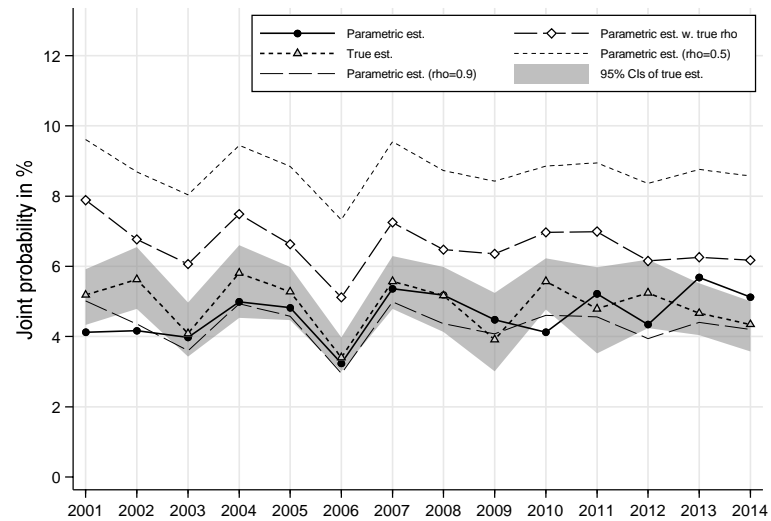 Parametric est.
Parametric est. w. true rho
True est.
Parametric est. (rho=0.5)
Parametric est. (rho=0.9)
95% CIs of true est.
Joint probability in %
12
10
8
6
4
2
0
2001 2002 2003 2004 2005 2006 2007 2008 2009 2010 2011 2012 2013 2014